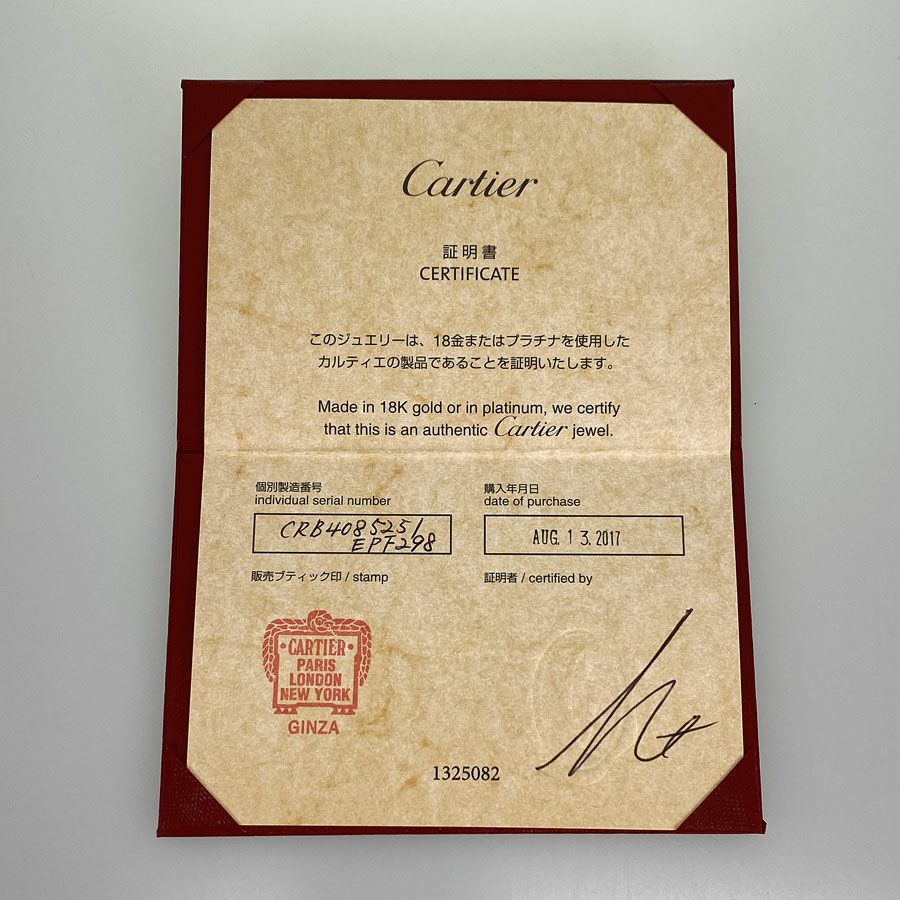 Cartier
証明書
CERTIFICATE
このジュエリーは、18金またはプラチナを使用した
カルティエの製品であることを証明いたします。
Made in 18K gold or in platinum, we certify
that this is an authentic Cartier jewel.
個別製造番号
individual serial number
CRB4085251
EPF298
購入年月日
date of purchase
AUG. 13. 2017
販売ブティック印 / stamp
証明者 / certified by
• CARTIER •
PARIS
LONDON
NEW YORK
GINZA
1325082